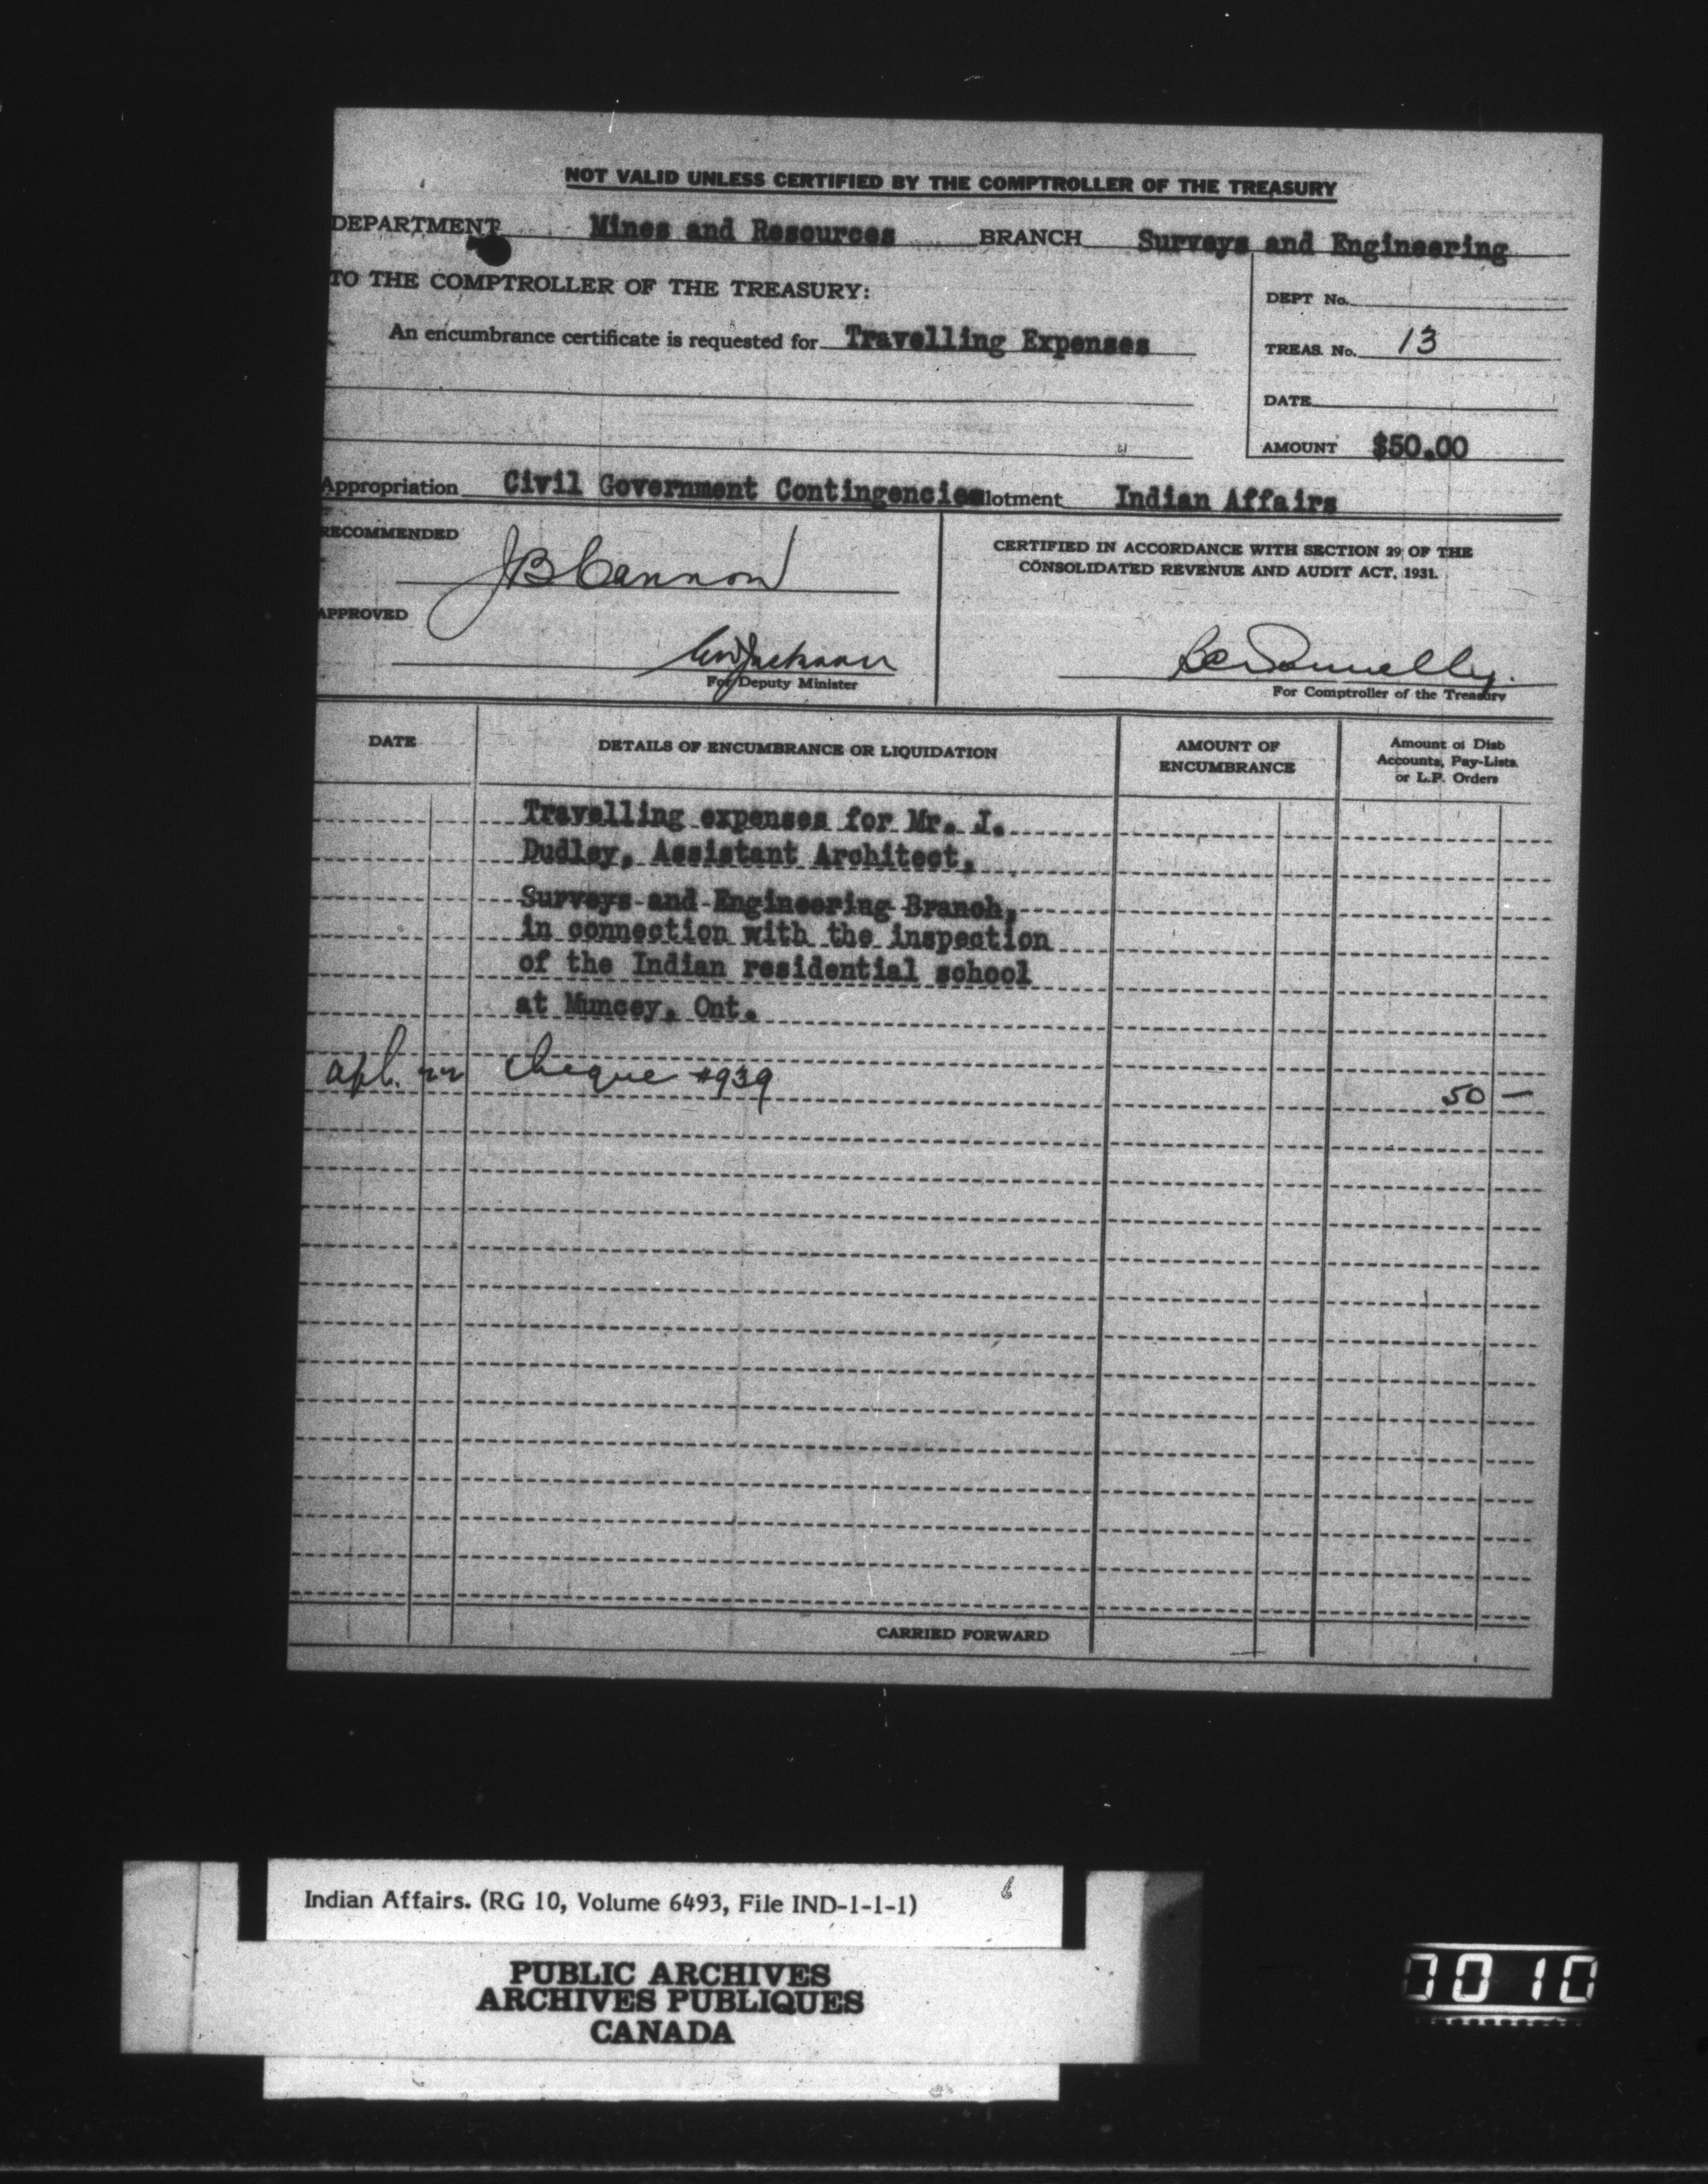 NOT VALID UNLESS CERTIFIED BY THE COMPTROLLER OF THE TREASURY
DEPARTMENT Mines and Resources BRANCH Surveys and Engineering
TO THE COMPTROLLER OF THE TREASURY:
DEPT No.
An encumbrance certificate is requested for Travelling Expenses
TREAS. No. 13
DATE
AMOUNT $50.00
Appropriation Civil Government Contingencies lotment Indian Affairs
RECOMMENDED
JB Cannon
CERTIFIED IN ACCORDANCE WITH SECTION 29 OF THE
CONSOLIDATED REVENUE AND AUDIT ACT, 1931.
APPROVED
For Deputy Minister
For Comptroller of the Treasury
DATE DETAILS OF ENCUMBRANCE OR LIQUIDATION AMOUNT OF ENCUMBRANCE Amount of Disb Accounts, Pay-Lists. or L.P. Orders
Travelling expenses for Mr. J.
Dudley, Assistant Architect,
Surveys and Engineering Branch,
in connection with the inspection
of the Indian residential school
at Muncey, Ont.
Apl. 22 Cheque #939 50 —
CARRIED FORWARD
Indian Affairs. (RG 10, Volume 6493, File IND-1-1-1)
PUBLIC ARCHIVES
ARCHIVES PUBLIQUES
CANADA
0010